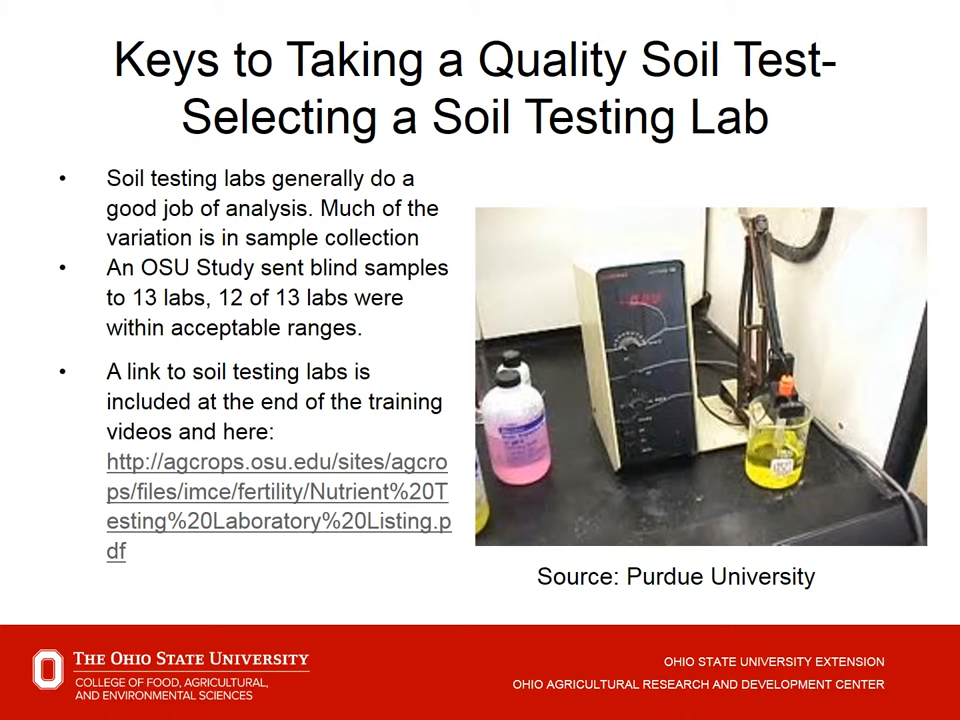 Keys to Taking a Quality Soil Test-
Selecting a Soil Testing Lab
• Soil testing labs generally do a
good job of analysis. Much of the
variation is in sample collection
• An OSU Study sent blind samples
to 13 labs, 12 of 13 labs were
within acceptable ranges.
• A link to soil testing labs is
included at the end of the training
videos and here:
http://agcrops.osu.edu/sites/agcro
ps/files/imce/fertility/Nutrient%20T
esting%20Laboratory%20Listing.p
df
Source: Purdue University
THE OHIO STATE UNIVERSITY
COLLEGE OF FOOD, AGRICULTURAL,
AND ENVIRONMENTAL SCIENCES
OHIO STATE UNIVERSITY EXTENSION
OHIO AGRICULTURAL RESEARCH AND DEVELOPMENT CENTER